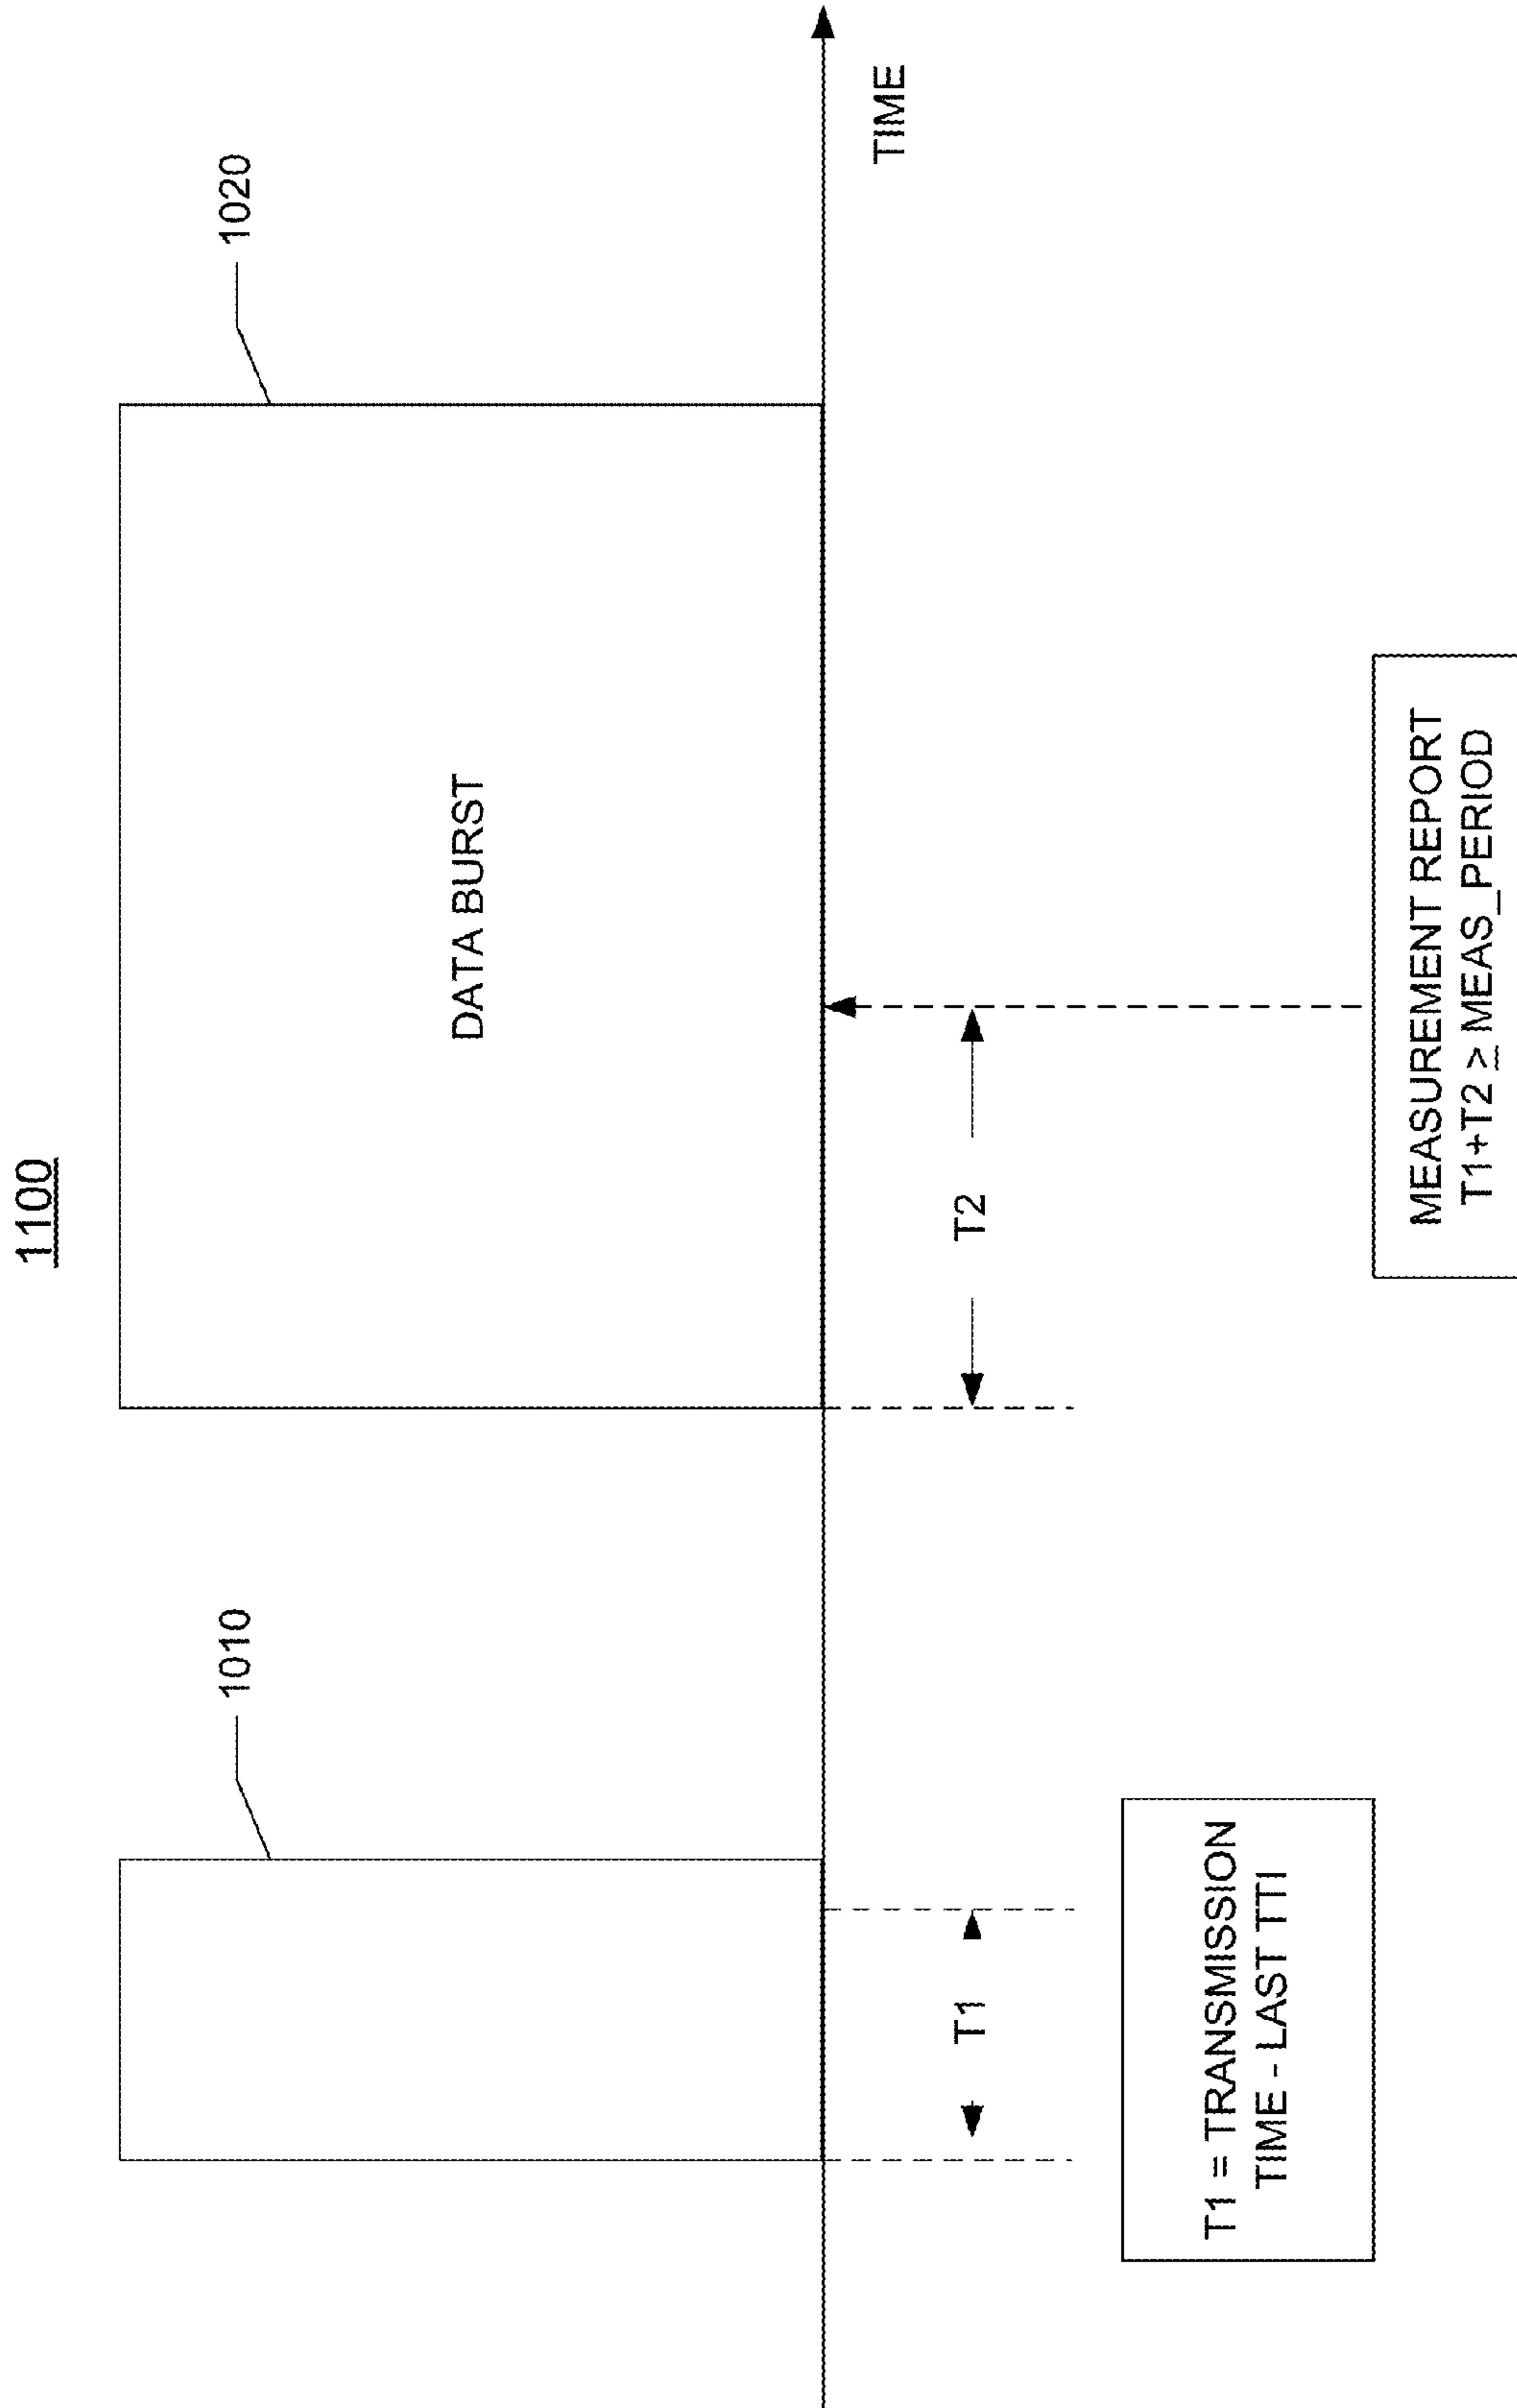 1100
1010
1020
DATA BURST
TIME
T1
T2
T1 = TRANSMISSION
TIME - LAST TTI
MEASUREMENT REPORT
T1+T2 ≥ MEAS_PERIOD